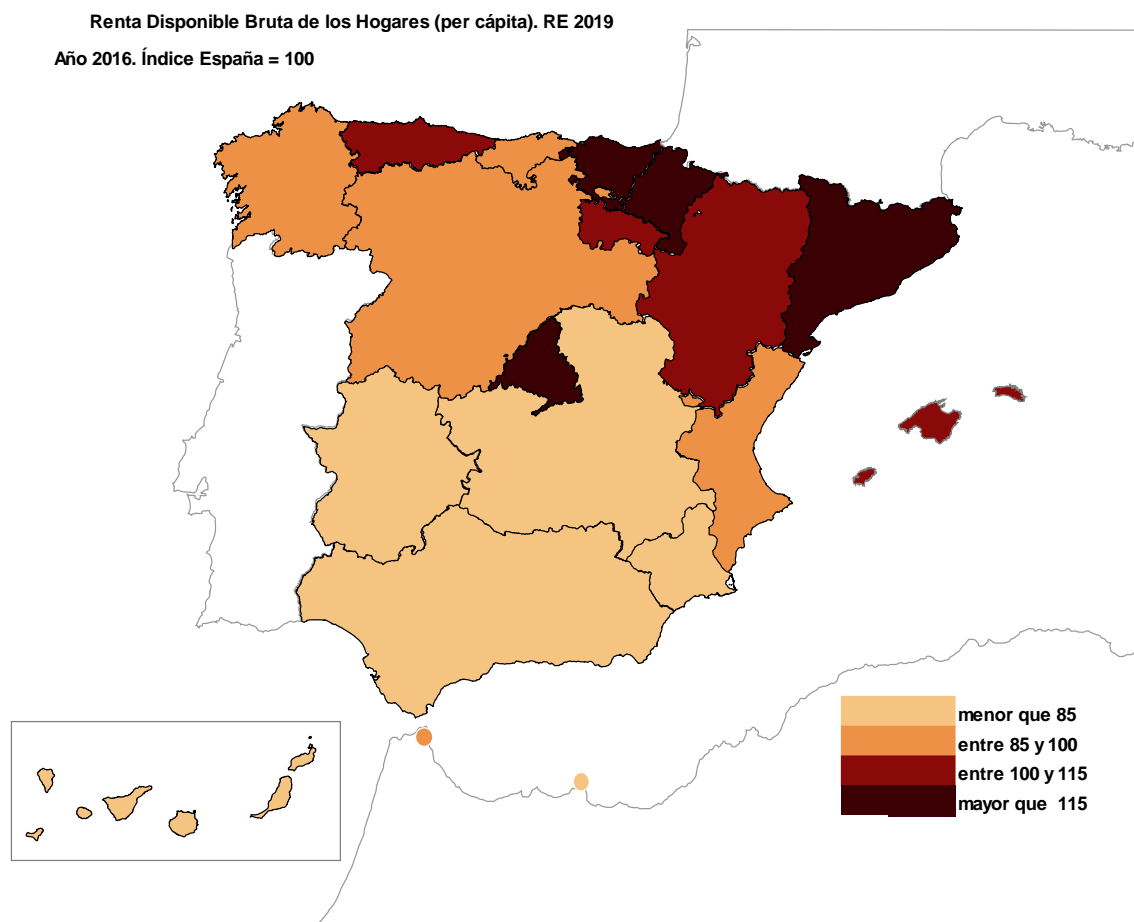 Renta Disponible Bruta de los Hogares (per cápita). RE 2019
Año 2016. Índice España = 100
menor que 85
entre 85 y 100
entre 100 y 115
mayor que 115